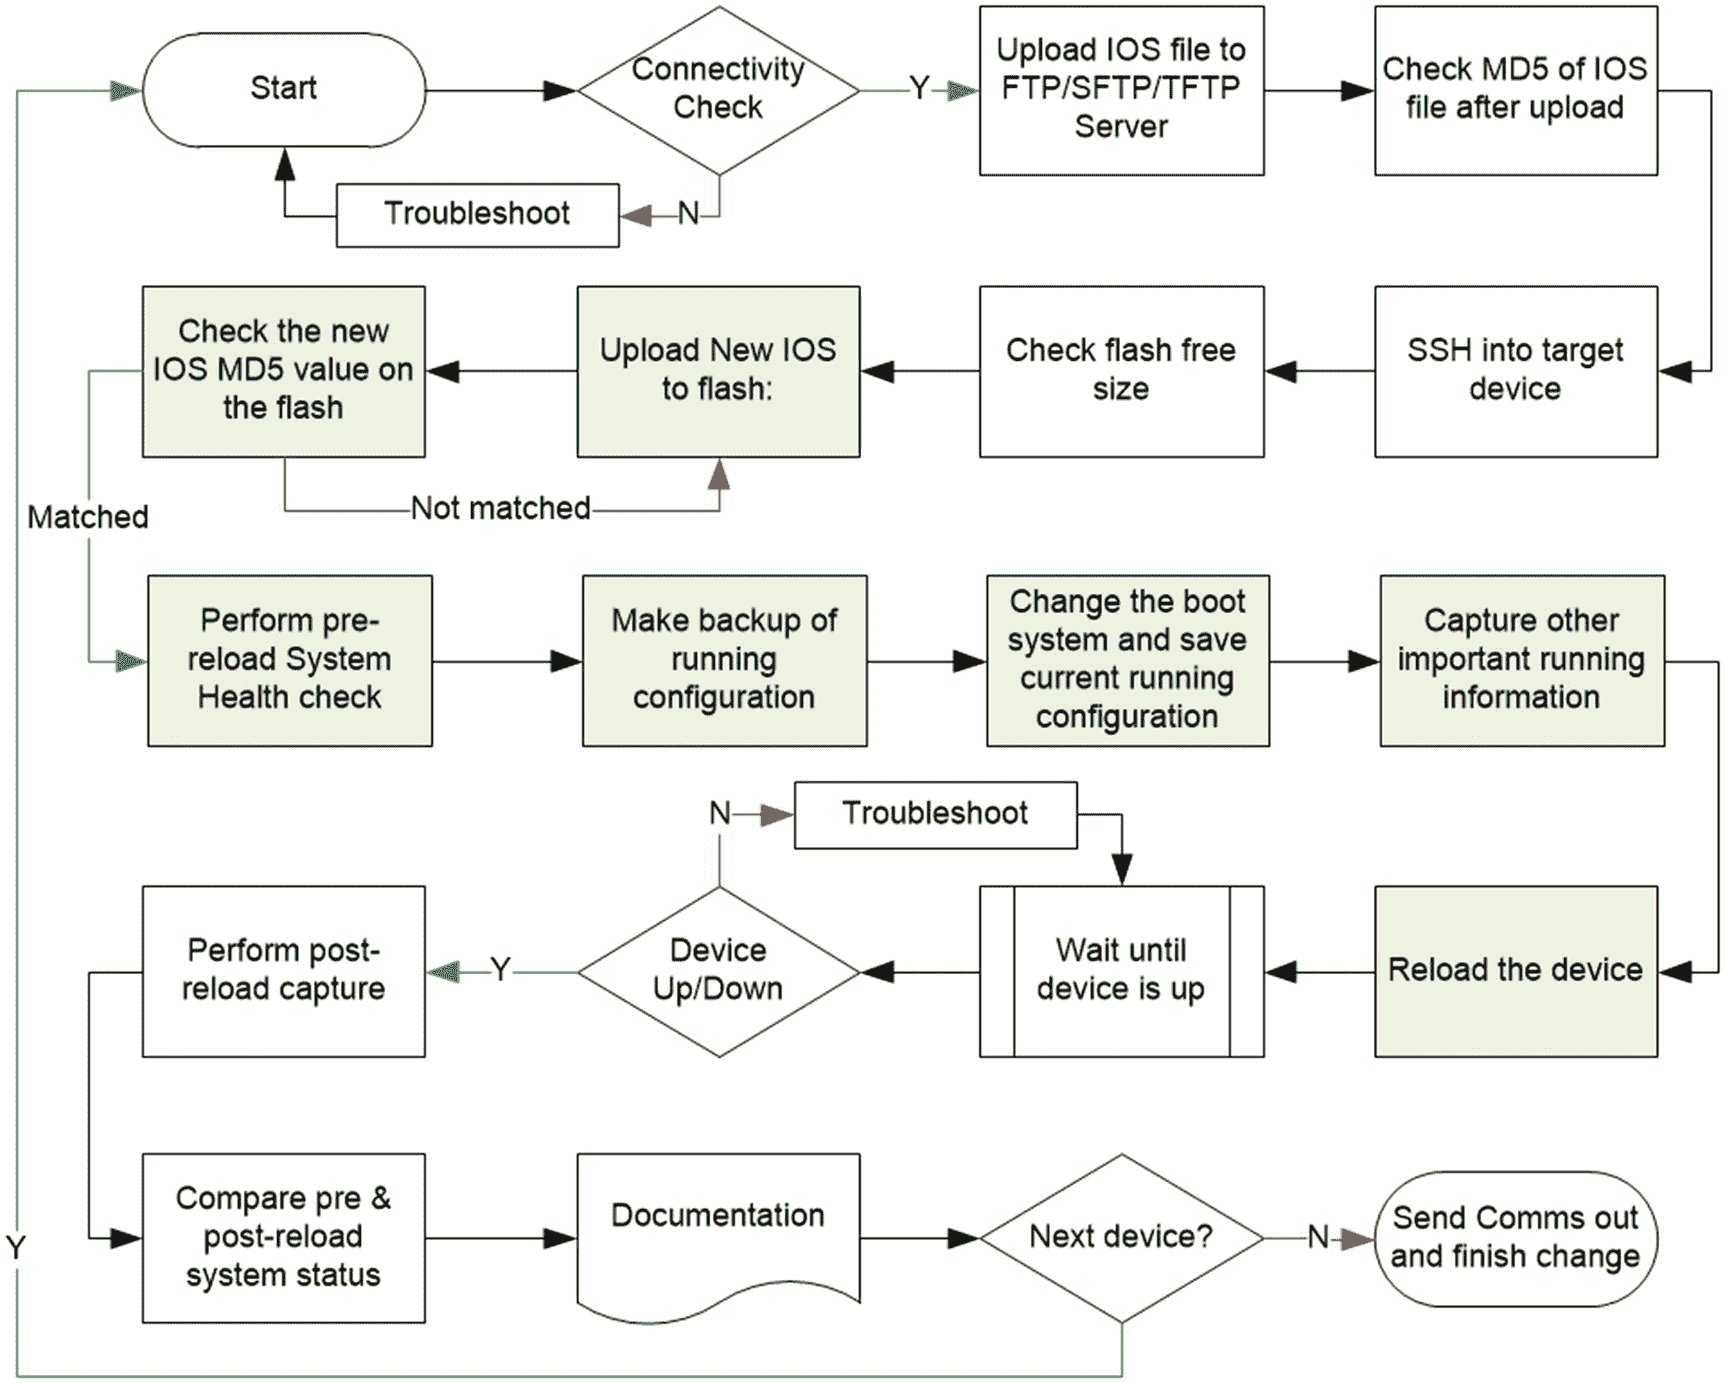 Start
Connectivity
Check
Y
Upload IOS file to
FTP/SFTP/TFTP
Server
Check MD5 of IOS
file after upload
Troubleshoot
N
Check the new
IOS MD5 value on
the flash
Upload New IOS
to flash:
Check flash free
size
SSH into target
device
Not matched
Matched
Perform pre-
reload System
Health check
Make backup of
running
configuration
Change the boot
system and save
current running
configuration
Capture other
important running
information
N
Troubleshoot
Perform post-
reload capture
Y
Device
Up/Down
Wait until
device is up
Reload the device
Y
Compare pre &
post-reload
system status
Documentation
Next device?
N
Send Comms out
and finish change